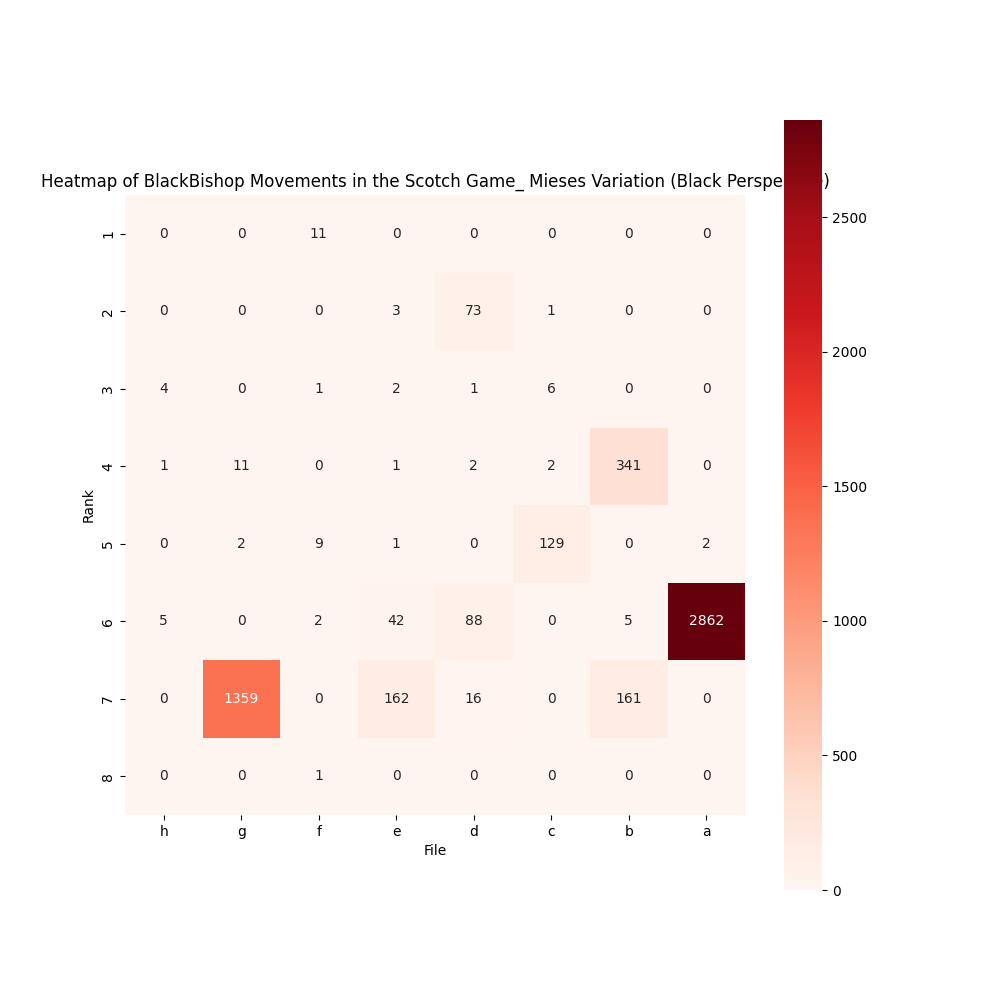 Heatmap of BlackBishop Movements in the Scotch Game_ Mieses Variation (Black Perspe
)
2500
1 0 0 11 0 0 0 0 0
2 0 0 0 3 73 1 0 0
2000
3 4 0 1 2 1 6 0 0
4 1 11 0 1 2 2 341 0
1500
Rank
5 0 2 9 1 0 129 0 2
6 5 0 2 42 88 0 5 2862
1000
7 0 1359 0 162 16 0 161 0
500
8 0 0 1 0 0 0 0 0
h g f e d c b a
File
0